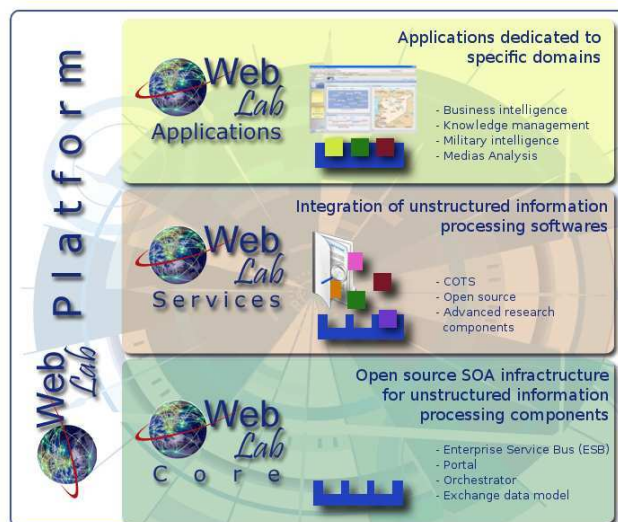 WebLab Platform
Web Lab
Applications
Applications dedicated to
specific domains
- Business intelligence
- Knowledge management
- Military intelligence
- Medias Analysis
Web Lab
Services
Integration of unstructured information
processing softwares
- COTS
- Open source
- Advanced research
components
Web Lab
Core
Open source SOA infractructure
for unstructured information
processing components
- Enterprise Service Bus (ESB)
- Portal
- Orchestrator
- Exchange data model